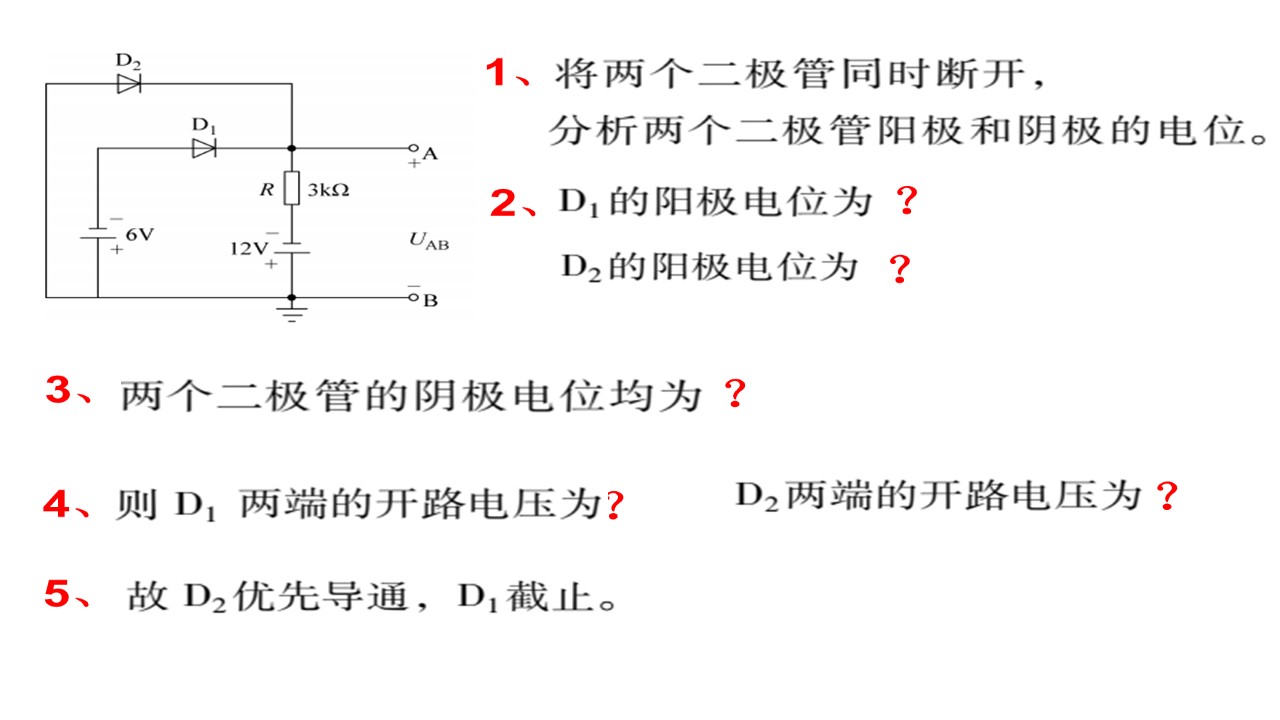 D₂
D₁
A
+
R 3kΩ
−
6V
+
−
12V
+
U_AB
−
B
1、将两个二极管同时断开，
分析两个二极管阳极和阴极的电位。
2、D₁的阳极电位为 ？
D₂的阳极电位为 ？
3、两个二极管的阴极电位均为 ？
4、则 D₁ 两端的开路电压为? D₂两端的开路电压为？
5、故 D₂优先导通，D₁截止。